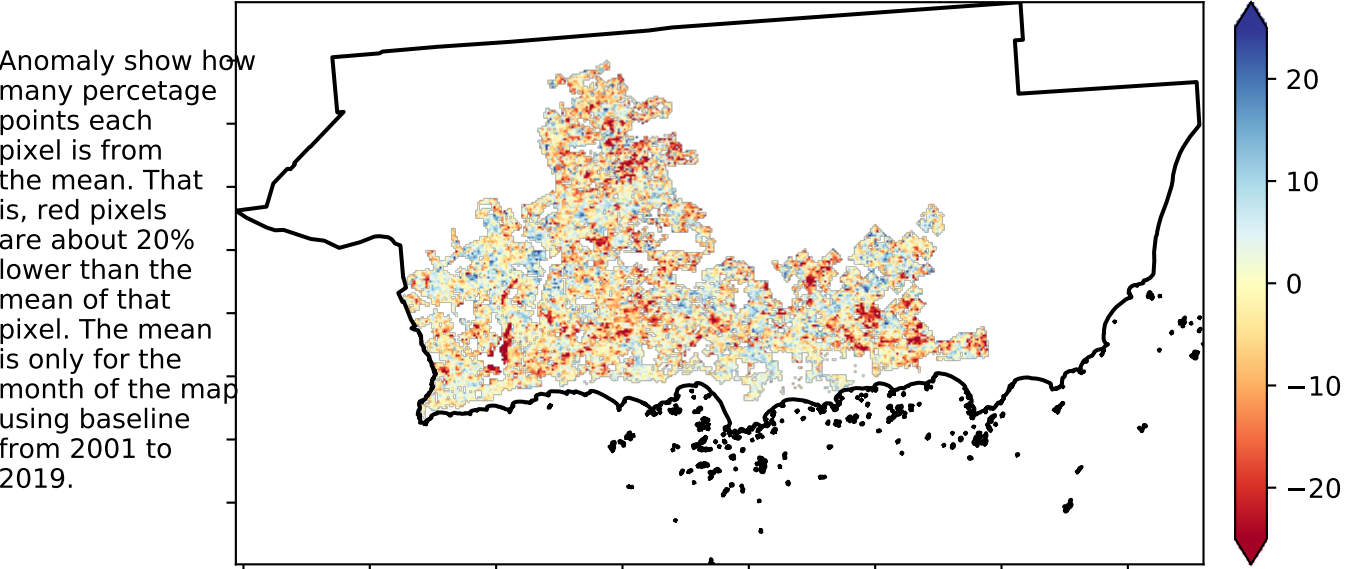 Anomaly show how
many percetage
points each
pixel is from
the mean. That
is, red pixels
are about 20%
lower than the
mean of that
pixel. The mean
is only for the
month of the map
using baseline
from 2001 to
2019.
20
10
0
−10
−20